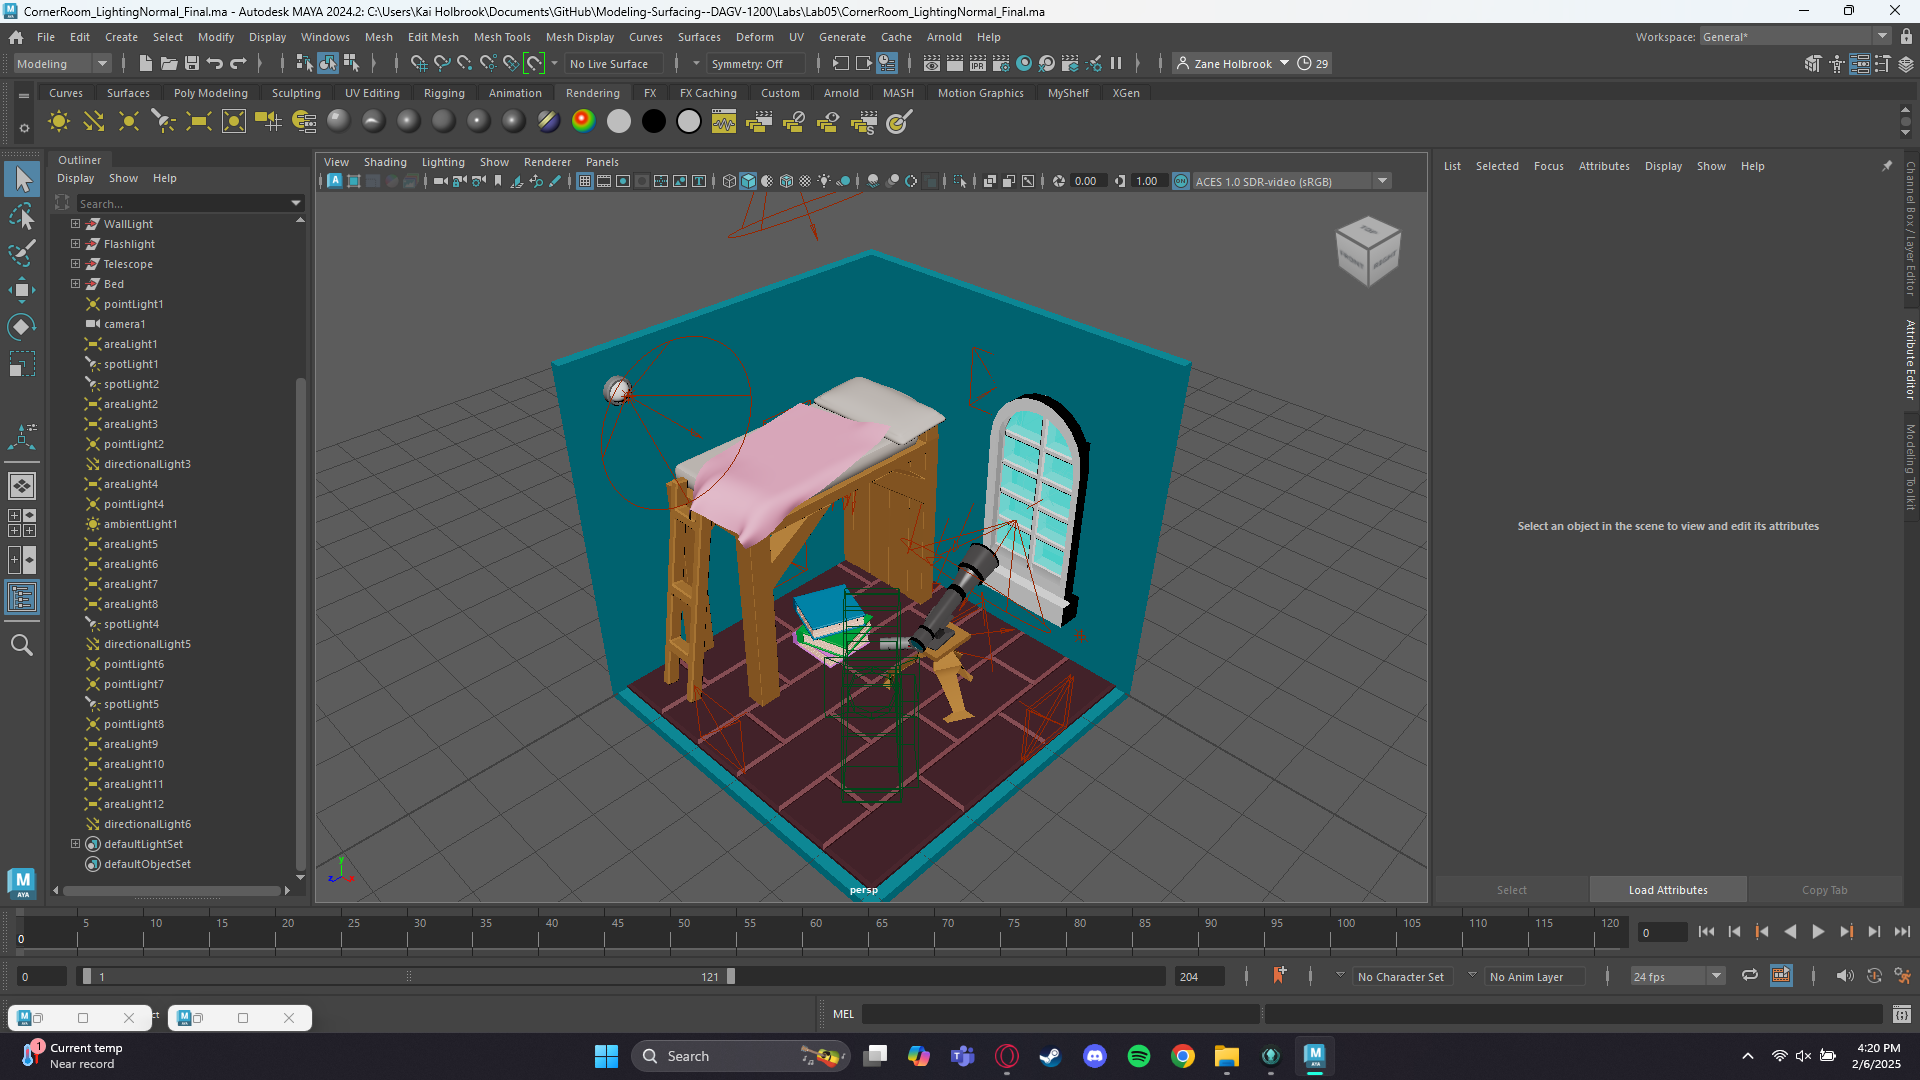 CornerRoom_LightingNormal_Final.ma - Autodesk MAYA 2024.2: C:\Users\Kai Holbrook\Documents\GitHub\Modeling-Surfacing--DAGV-1200\Labs\Lab05\CornerRoom_LightingNormal_Final.ma
File Edit Create Select Modify Display Windows Mesh Edit Mesh Mesh Tools Mesh Display Curves Surfaces Deform UV Generate Cache Arnold Help
Workspace: General*
Modeling
No Live Surface
Symmetry: Off
Zane Holbrook
29
Curves Surfaces Poly Modeling Sculpting UV Editing Rigging Animation Rendering FX FX Caching Custom Arnold MASH Motion Graphics MyShelf XGen
Outliner
Display Show Help
Search...
WallLight
Flashlight
Telescope
Bed
pointLight1
camera1
areaLight1
spotLight1
spotLight2
areaLight2
areaLight3
pointLight2
directionalLight3
areaLight4
pointLight4
ambientLight1
areaLight5
areaLight6
areaLight7
areaLight8
spotLight4
directionalLight5
pointLight6
pointLight7
spotLight5
pointLight8
areaLight9
areaLight10
areaLight11
areaLight12
directionalLight6
defaultLightSet
defaultObjectSet
View Shading Lighting Show Renderer Panels
0.00
1.00
ACES 1.0 SDR-video (sRGB)
TOP
FRONT
RIGHT
persp
List Selected Focus Attributes Display Show Help
Select an object in the scene to view and edit its attributes
Select
Load Attributes
Copy Tab
Channel Box / Layer Editor
Attribute Editor
Modeling Toolkit
0 5 10 15 20 25 30 35 40 45 50 55 60 65 70 75 80 85 90 95 100 105 110 115 120
0
0
1
121
204
No Character Set
No Anim Layer
24 fps
MEL
Current temp
Near record
1
Search
4:20 PM
2/6/2025